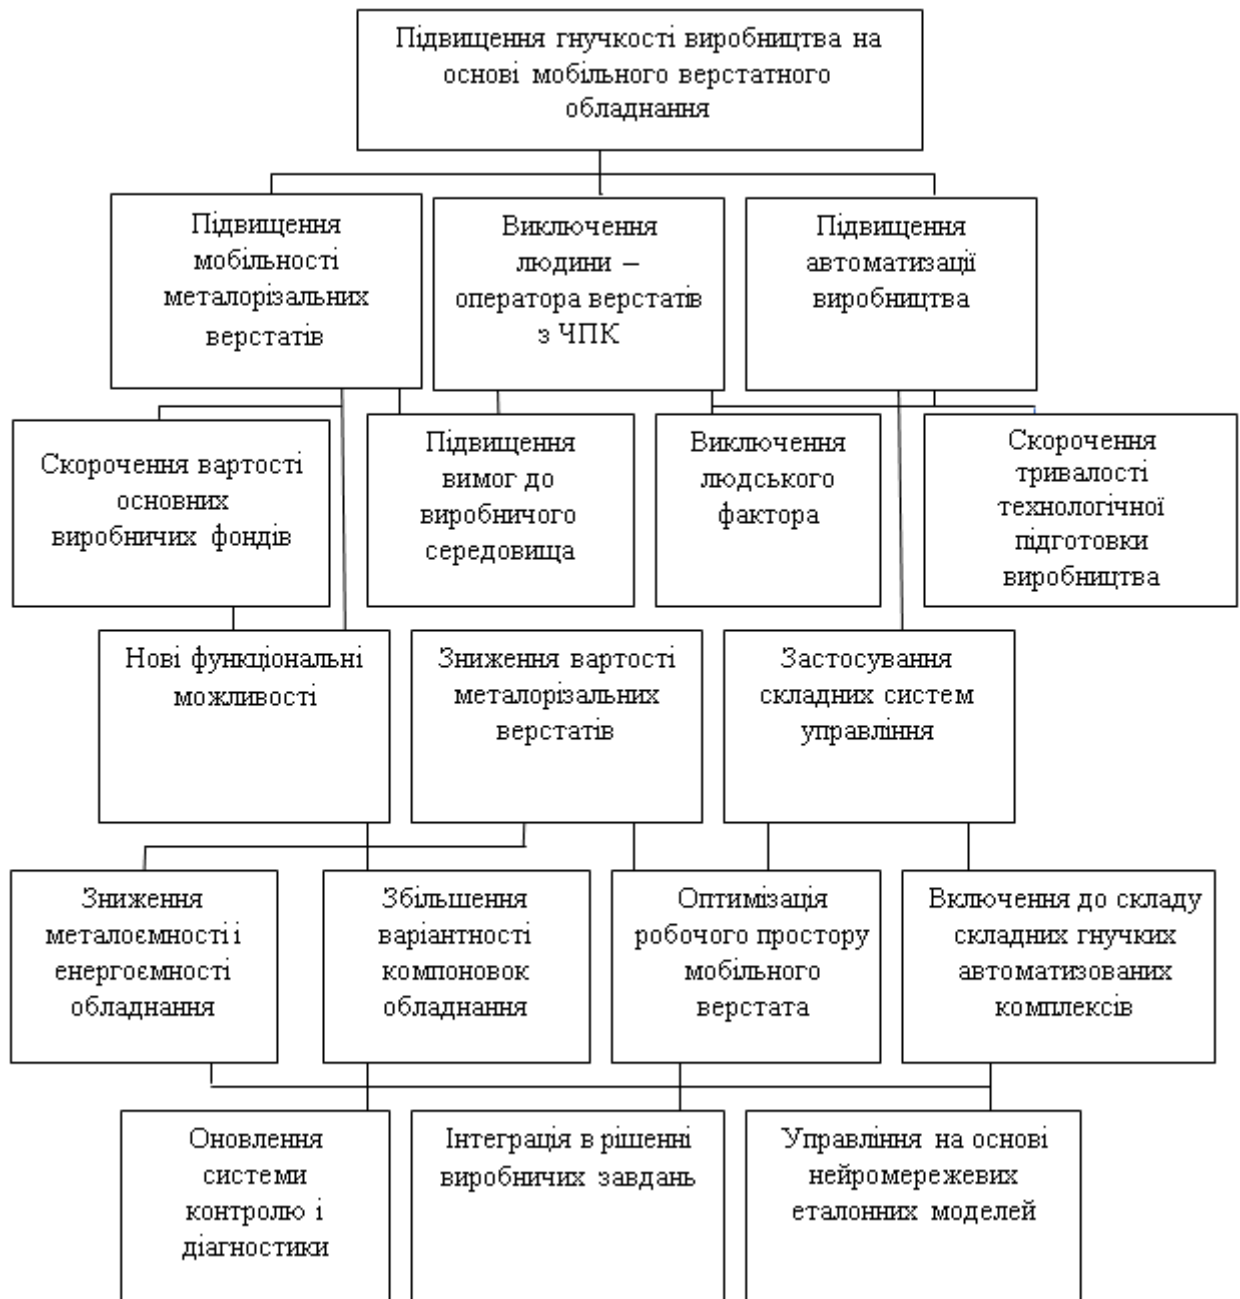 Підвищення гнучкості виробництва на
основі мобільного верстатного
обладнання
Підвищення
мобільності
металорізальних
верстатів
Виключення
людини –
оператора верстатів
з ЧПК
Підвищення
автоматизації
виробництва
Скорочення вартості
основних
виробничих фондів
Підвищення
вимог до
виробничого
середовища
Виключення
людського
фактора
Скорочення
тривалості
технологічної
підготовки
виробництва
Нові функціональні
можливості
Зниження вартості
металорізальних
верстатів
Застосування
складних систем
управління
Зниження
металоємності і
енергоємності
обладнання
Збільшення
варіантності
компоновок
обладнання
Оптимізація
робочого простору
мобільного
верстата
Включення до складу
складних гнучких
автоматизованих
комплексів
Оновлення
системи
контролю і
діагностики
Інтеграція в рішенні
виробничих завдань
Управління на основі
нейромережевих
еталонних моделей